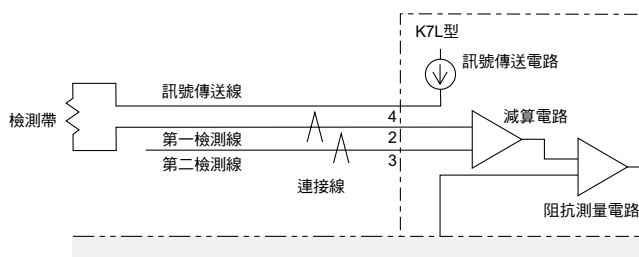 K7L型
訊號傳送電路
訊號傳送線
檢測帶
4
減算電路
第一檢測線
2
第二檢測線
3
連接線
阻抗測量電路